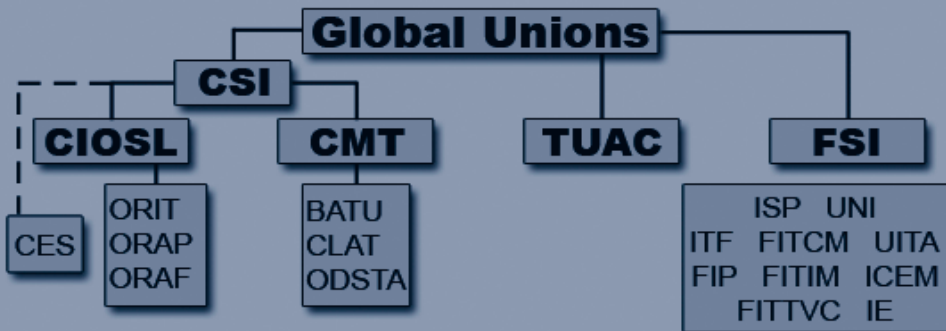 Global Unions
CSI
CIOSL
CMT
TUAC
FSI
CES
ORIT
ORAP
ORAF
BATU
CLAT
ODSTA
ISP UNI
ITF FITCM UITA
FIP FITIM ICEM
FITTVC IE